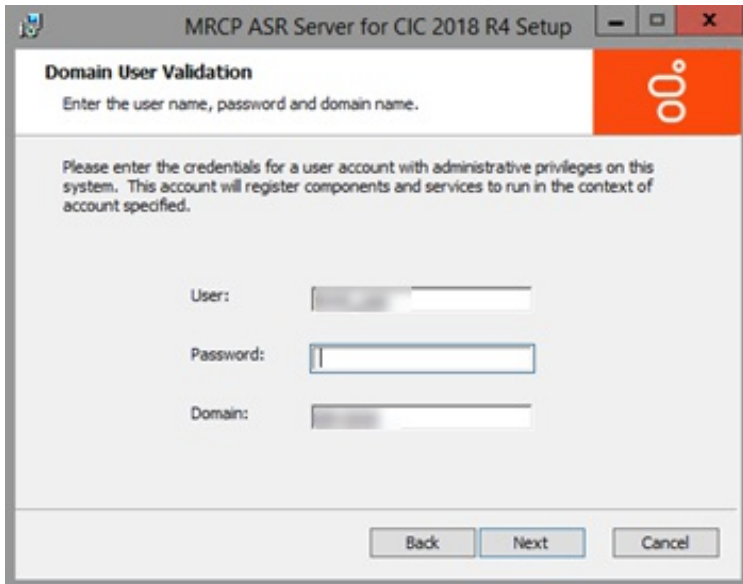 MRCP ASR Server for CIC 2018 R4 Setup
Domain User Validation
Enter the user name, password and domain name.
Please enter the credentials for a user account with administrative privileges on this
system. This account will register components and services to run in the context of
account specified.
User:
Password:
Domain:
Back Next Cancel